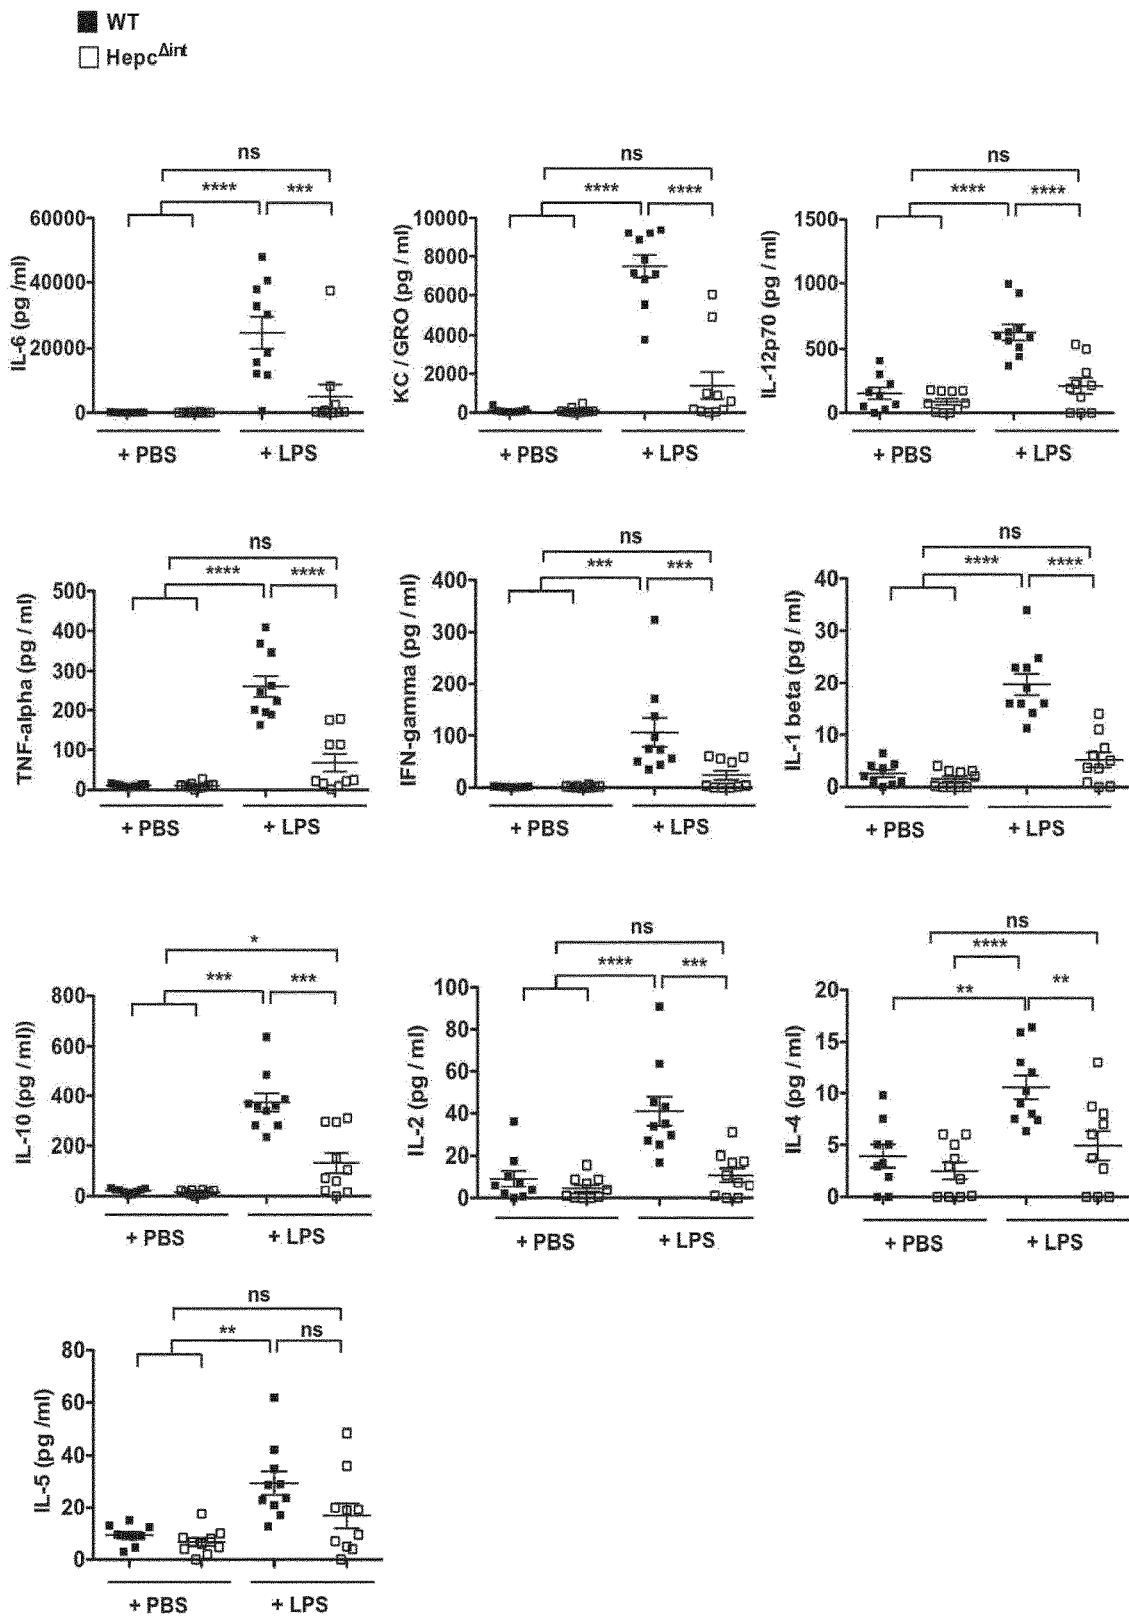 WT
Hepc^Δint
ns
ns
ns
**** ***
**** ****
**** ****
IL-6 (pg /ml)
60000
40000
20000
0
+ PBS + LPS
KC / GRO (pg / ml)
10000
8000
6000
4000
2000
0
+ PBS + LPS
IL-12p70 (pg / ml)
1500
1000
500
0
+ PBS + LPS
ns
ns
ns
**** ****
*** ***
**** ****
TNF-alpha (pg / ml)
500
400
300
200
100
0
+ PBS + LPS
IFN-gamma (pg / ml)
400
300
200
100
0
+ PBS + LPS
IL-1 beta (pg / ml)
40
30
20
10
0
+ PBS + LPS
*
*** ***
IL-10 (pg / ml))
800
600
400
200
0
+ PBS + LPS
ns
**** ***
IL-2 (pg / ml)
100
80
60
40
20
0
+ PBS + LPS
ns
****
** **
IL-4 (pg / ml)
20
15
10
5
0
+ PBS + LPS
ns
** ns
IL-5 (pg /ml)
80
60
40
20
0
+ PBS + LPS